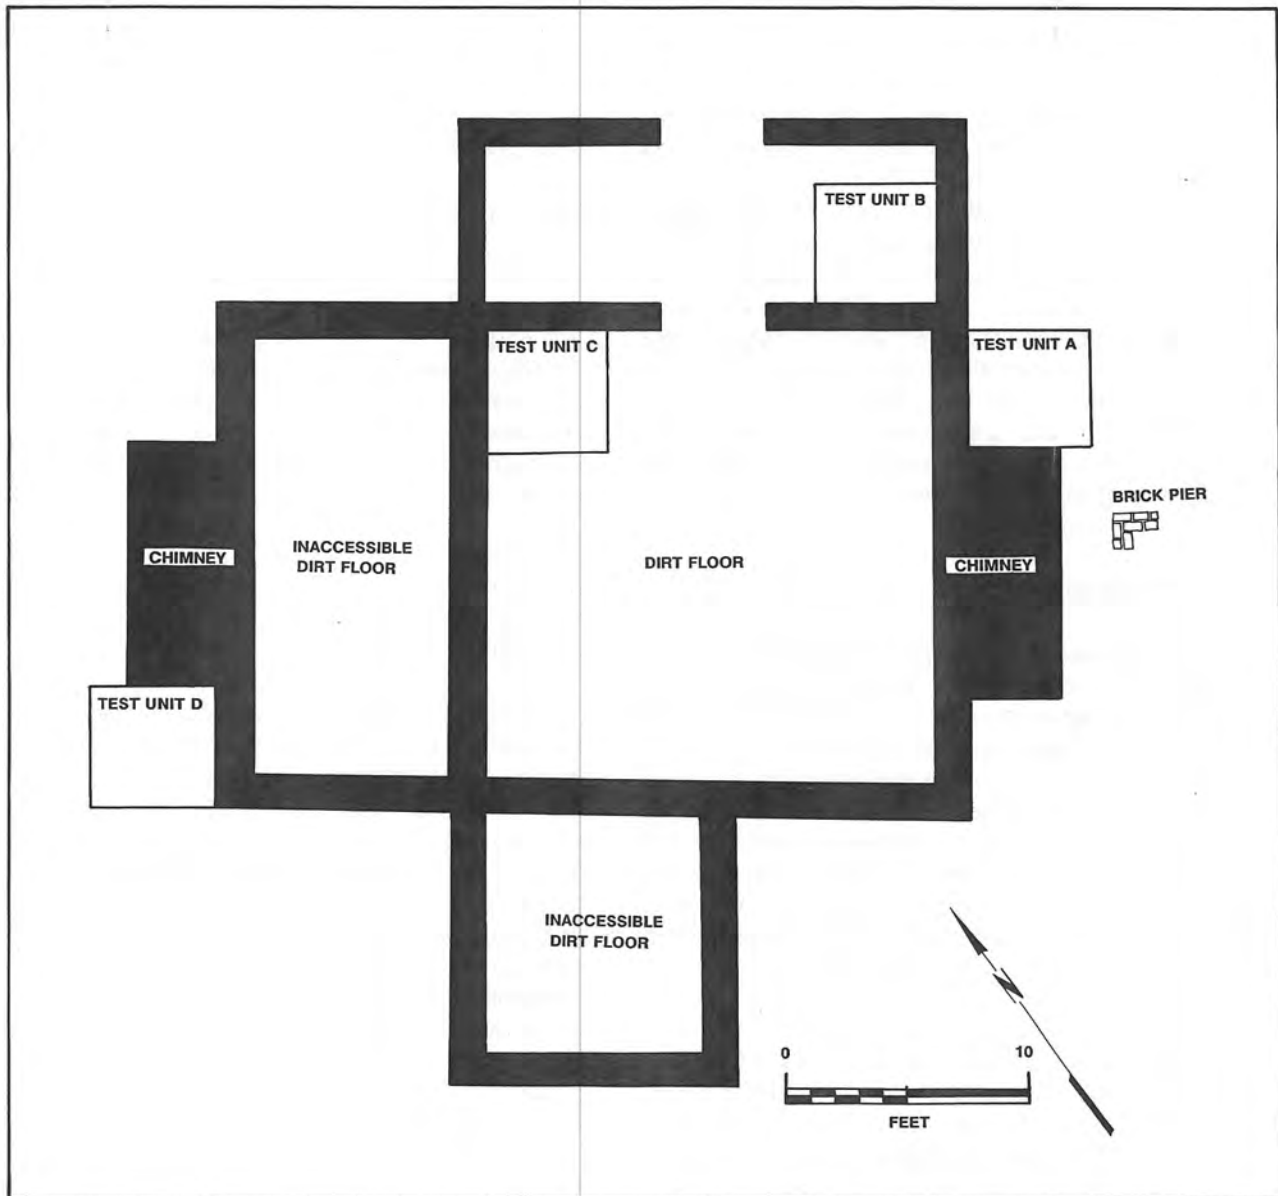 TEST UNIT B
TEST UNIT C
TEST UNIT A
BRICK PIER
CHIMNEY
INACCESSIBLE
DIRT FLOOR
DIRT FLOOR
CHIMNEY
TEST UNIT D
INACCESSIBLE
DIRT FLOOR
N
0 10
FEET